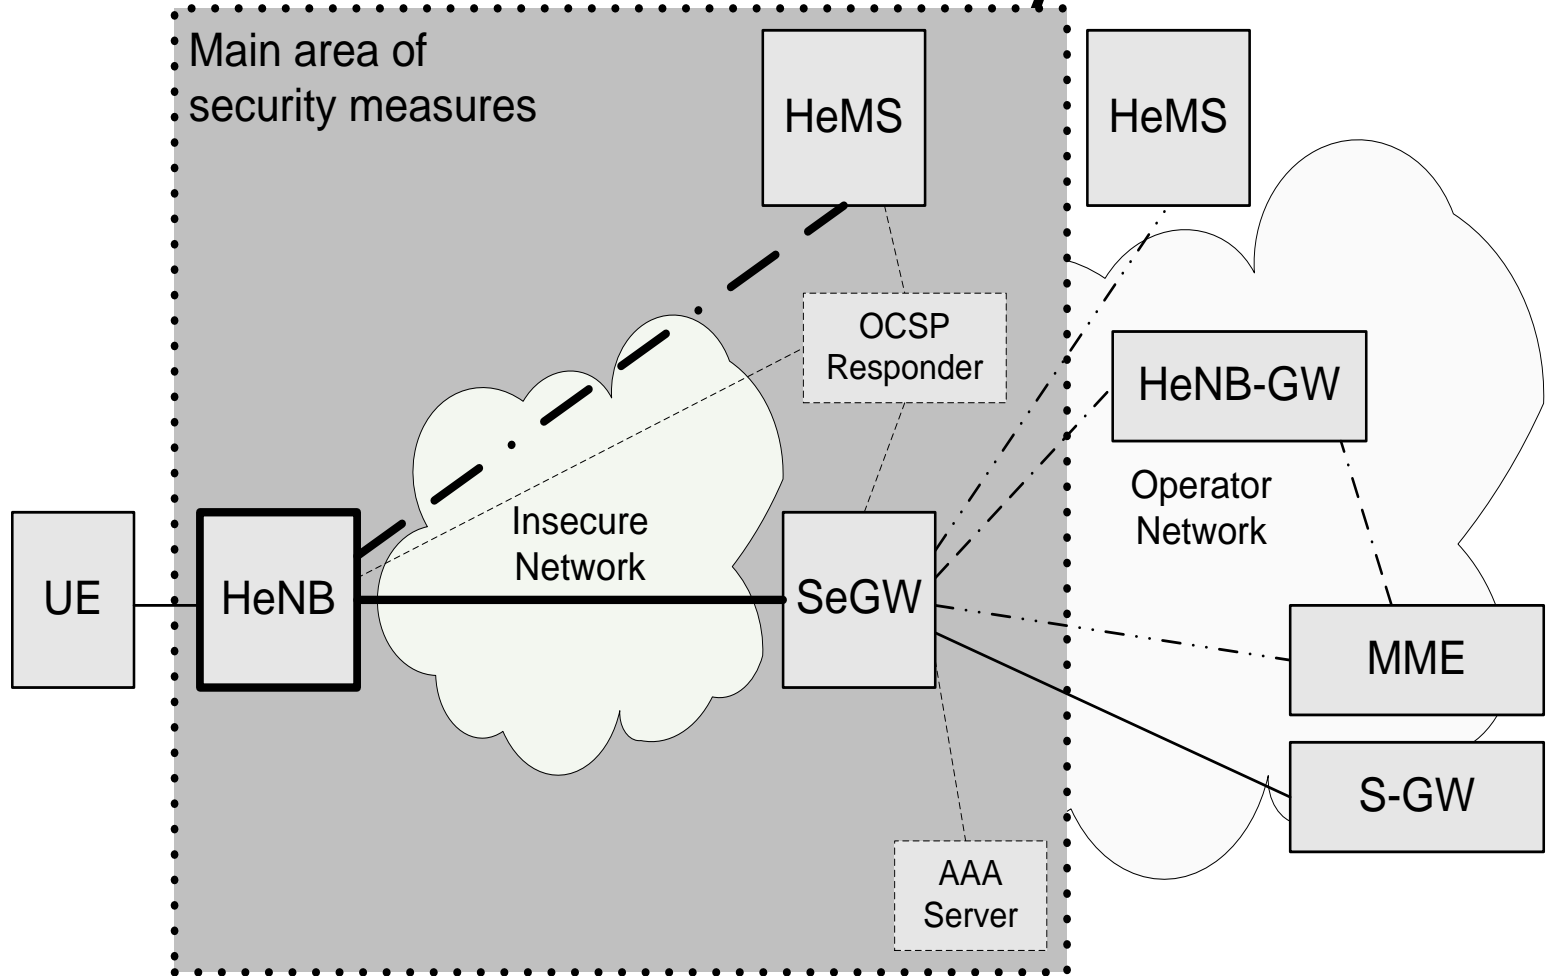 Main area of
security measures
HeMS
HeMS
OCSP
Responder
HeNB-GW
Operator
Network
Insecure
Network
UE
HeNB
SeGW
MME
S-GW
AAA
Server